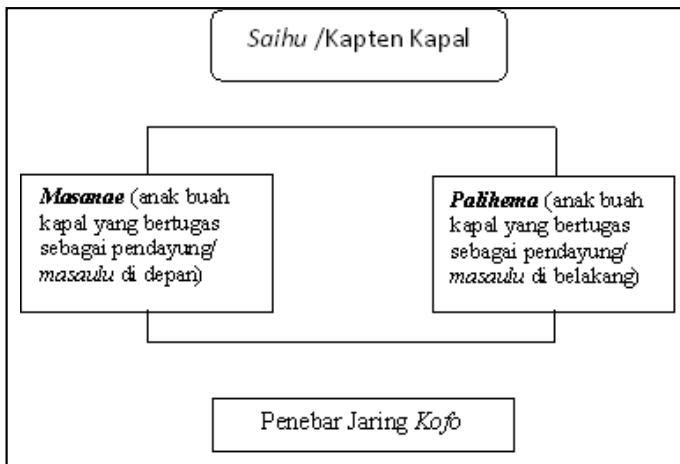 Saihu /Kapten Kapal
Masanae (anak buah
kapal yang bertugas
sebagai pendayung/
masaulu di depan)
Palihema (anak buah
kapal yang bertugas
sebagai pendayung/
masaulu di belakang)
Penebar Jaring Kofo